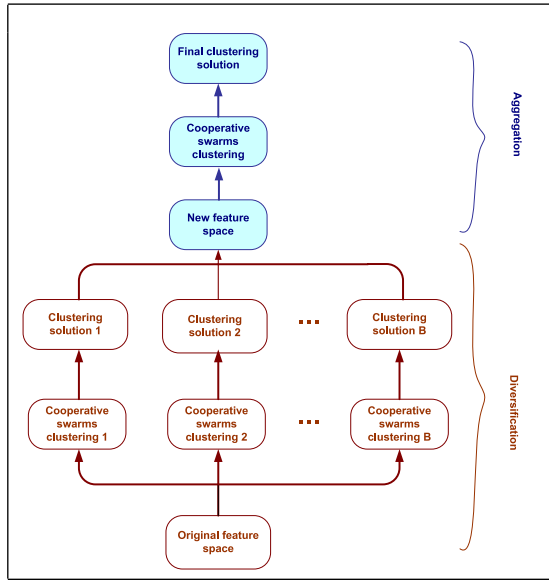 Final clustering
solution
Cooperative
swarms
clustering
New feature
space
Aggregation
Clustering
solution 1
Clustering
solution 2
...
Clustering
solution B
Cooperative
swarms
clustering 1
Cooperative
swarms
clustering 2
...
Cooperative
swarms
clustering B
Diversification
Original feature
space